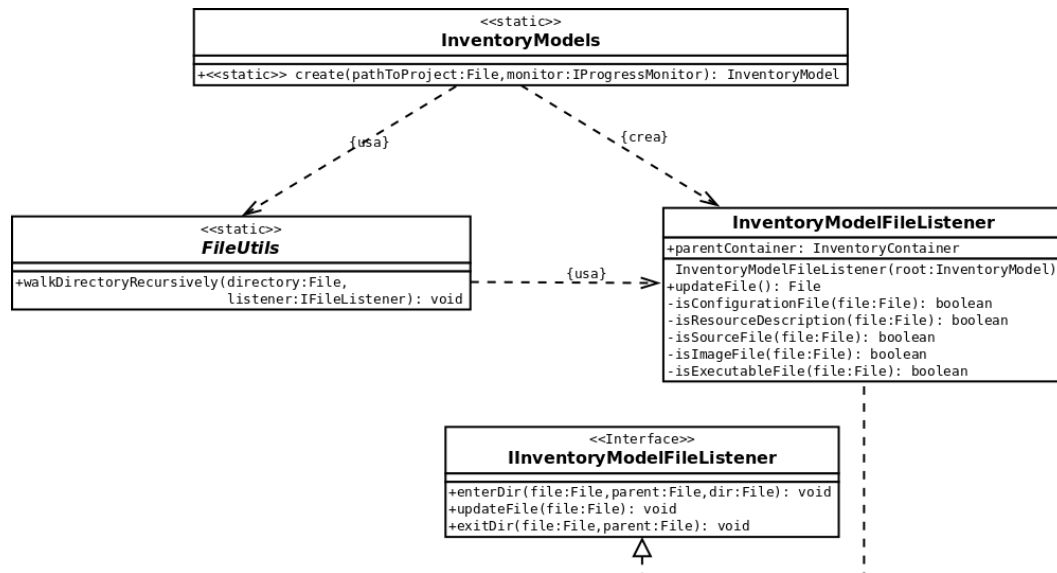 <<static>>
InventoryModels
+<<static>> create(pathToProject:File,monitor:IProgressMonitor): InventoryModel
{usa}
{crea}
<<static>>
FileUtils
+walkDirectoryRecursively(directory:File,
listener:IFileListener): void
{usa}
InventoryModelFileListener
+parentContainer: InventoryContainer
InventoryModelFileListener(root:InventoryModel)
+updateFile(): File
-isConfigurationFile(file:File): boolean
-isResourceDescription(file:File): boolean
-isSourceFile(file:File): boolean
-isImageFile(file:File): boolean
-isExecutableFile(file:File): boolean
<<Interface>>
IInventoryModelFileListener
+enterDir(file:File,parent:File,dir:File): void
+updateFile(file:File): void
+exitDir(file:File,parent:File): void